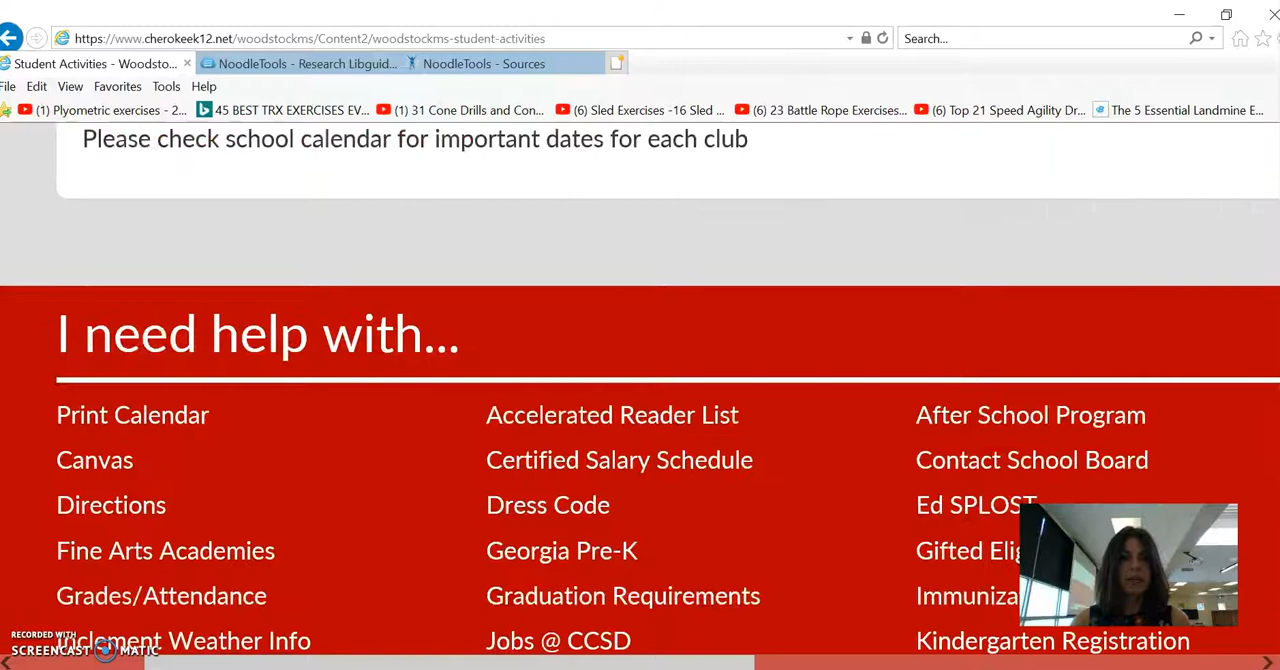 https://www.cherokeek12.net/woodstockms/Content2/woodstockms-student-activities
Search...
Student Activities - Woodsto...
NoodleTools - Research Libguid...
NoodleTools - Sources
File Edit View Favorites Tools Help
(1) Plyometric exercises - 2...
45 BEST TRX EXERCISES EV...
(1) 31 Cone Drills and Con...
(6) Sled Exercises -16 Sled ...
(6) 23 Battle Rope Exercises...
(6) Top 21 Speed Agility Dr...
The 5 Essential Landmine E...
Please check school calendar for important dates for each club
I need help with...
Print Calendar
Accelerated Reader List
After School Program
Canvas
Certified Salary Schedule
Contact School Board
Directions
Dress Code
Ed SPLOST
Fine Arts Academies
Georgia Pre-K
Gifted Elig
Grades/Attendance
Graduation Requirements
Immuniza
Inclement Weather Info
Jobs @ CCSD
Kindergarten Registration
RECORDED WITH
SCREENCAST MATIC